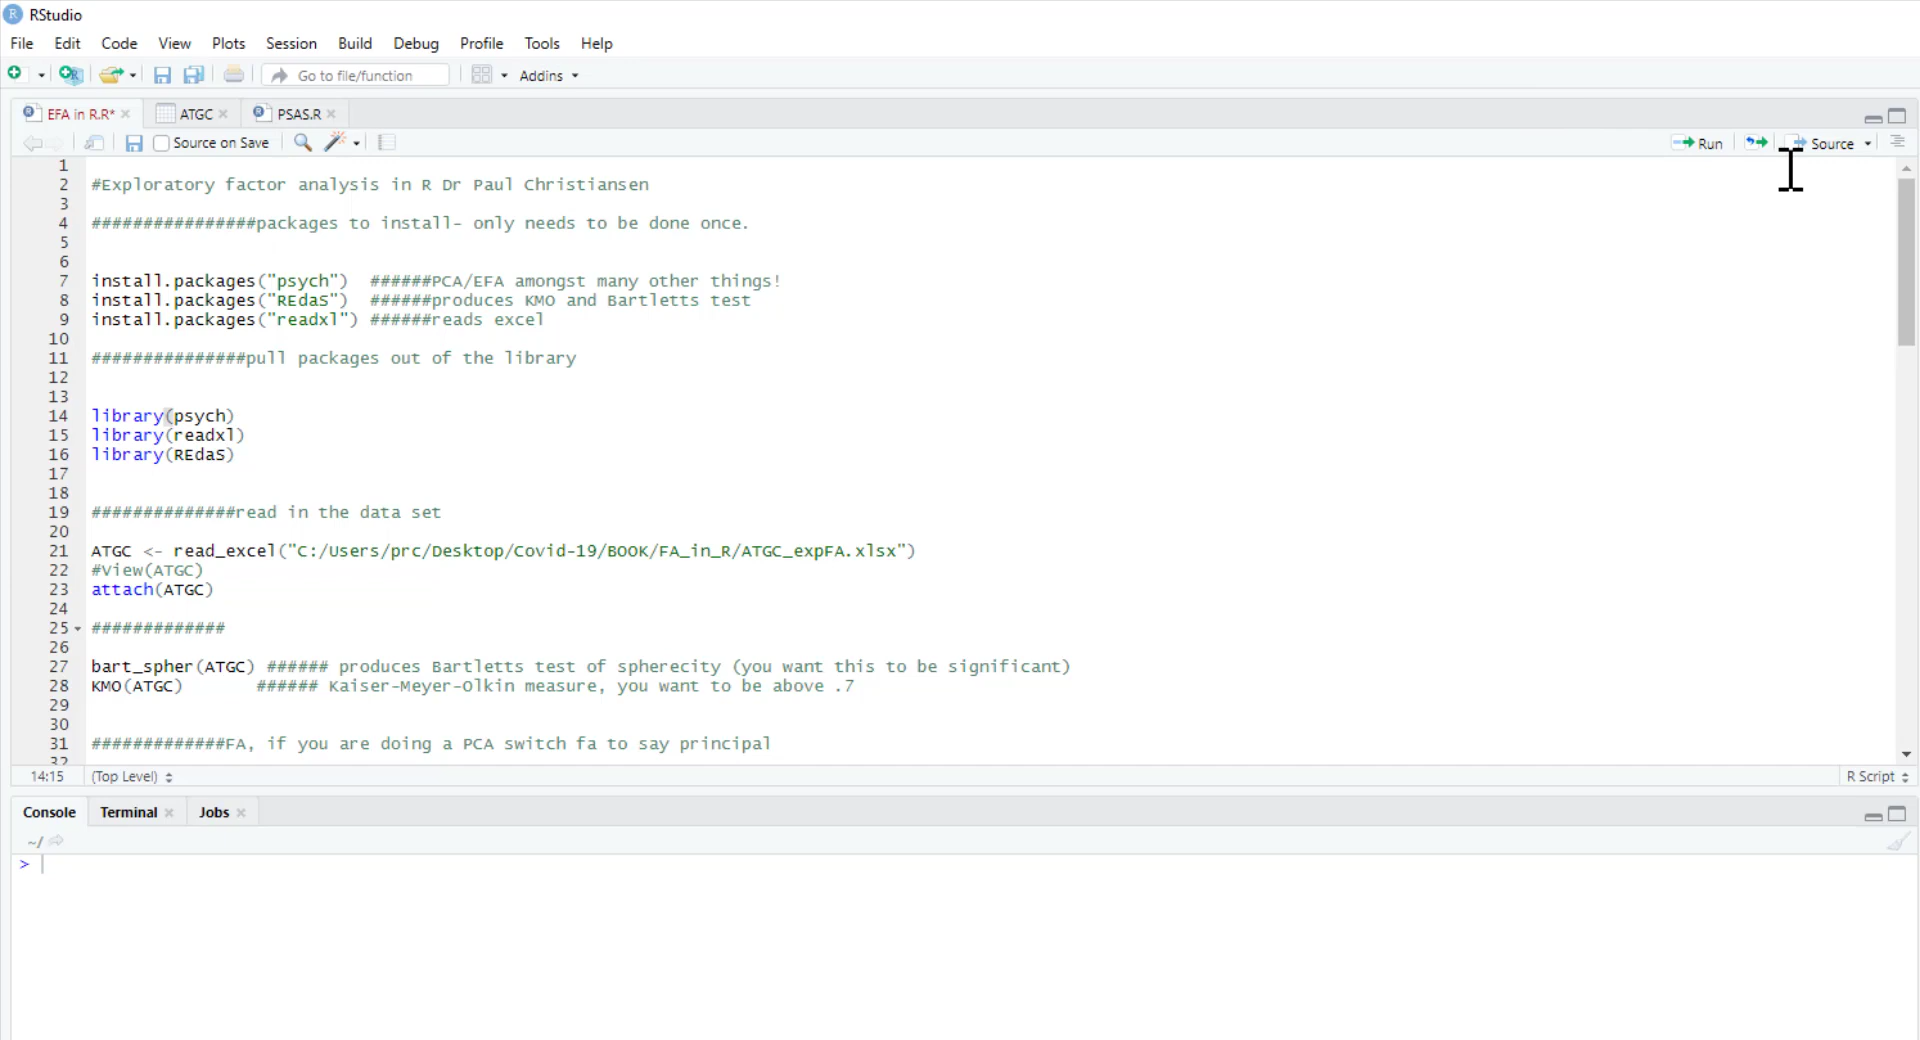 RStudio
File Edit Code View Plots Session Build Debug Profile Tools Help
Go to file/function Addins
EFA in R.R* ATGC PSAS.R
Source on Save Run Source
1
2 #Exploratory factor analysis in R Dr Paul Christiansen
3
4 ################packages to install- only needs to be done once.
5
6
7 install.packages("psych") ######PCA/EFA amongst many other things!
8 install.packages("REdaS") ######produces KMO and Bartletts test
9 install.packages("readxl") ######reads excel
10
11 ###############pull packages out of the library
12
13
14 library(psych)
15 library(readxl)
16 library(REdaS)
17
18
19 ##############read in the data set
20
21 ATGC <- read_excel("C:/Users/prc/Desktop/Covid-19/BOOK/FA_in_R/ATGC_expFA.xlsx")
22 #View(ATGC)
23 attach(ATGC)
24
25 #############
26
27 bart_spher(ATGC) ###### produces Bartletts test of spherecity (you want this to be significant)
28 KMO(ATGC) ###### Kaiser-Meyer-Olkin measure, you want to be above .7
29
30
31 #############FA, if you are doing a PCA switch fa to say principal
32
14:15 (Top Level) R Script
Console Terminal Jobs
~/
>